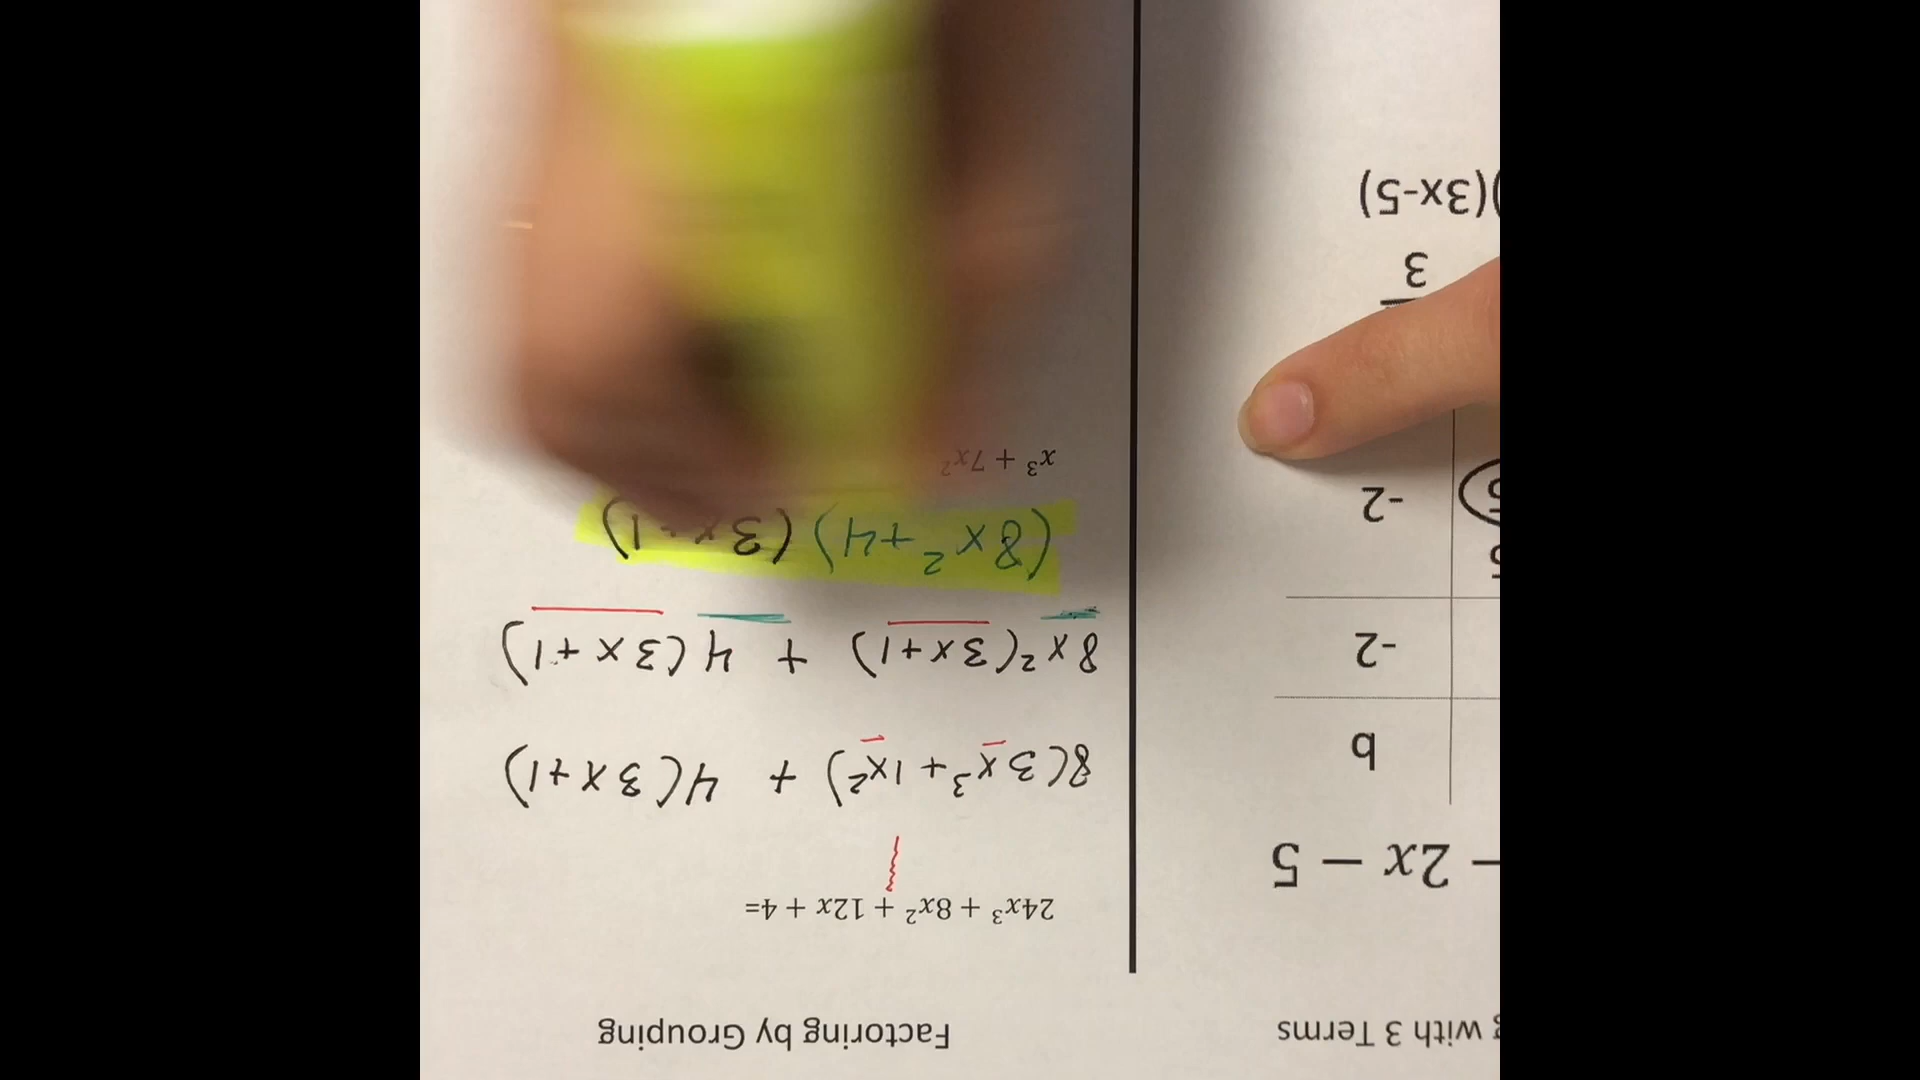 Factoring by Grouping
24x³ + 8x² + 12x + 4=
8(3x³+1x²) + 4(3x+1)
8x²(3x+1) + 4(3x+1)
(8x²+4)(3x+1)
x³ + 7x²
with 3 Terms
− 2x − 5
b
-2
-2
3
)(3x-5)